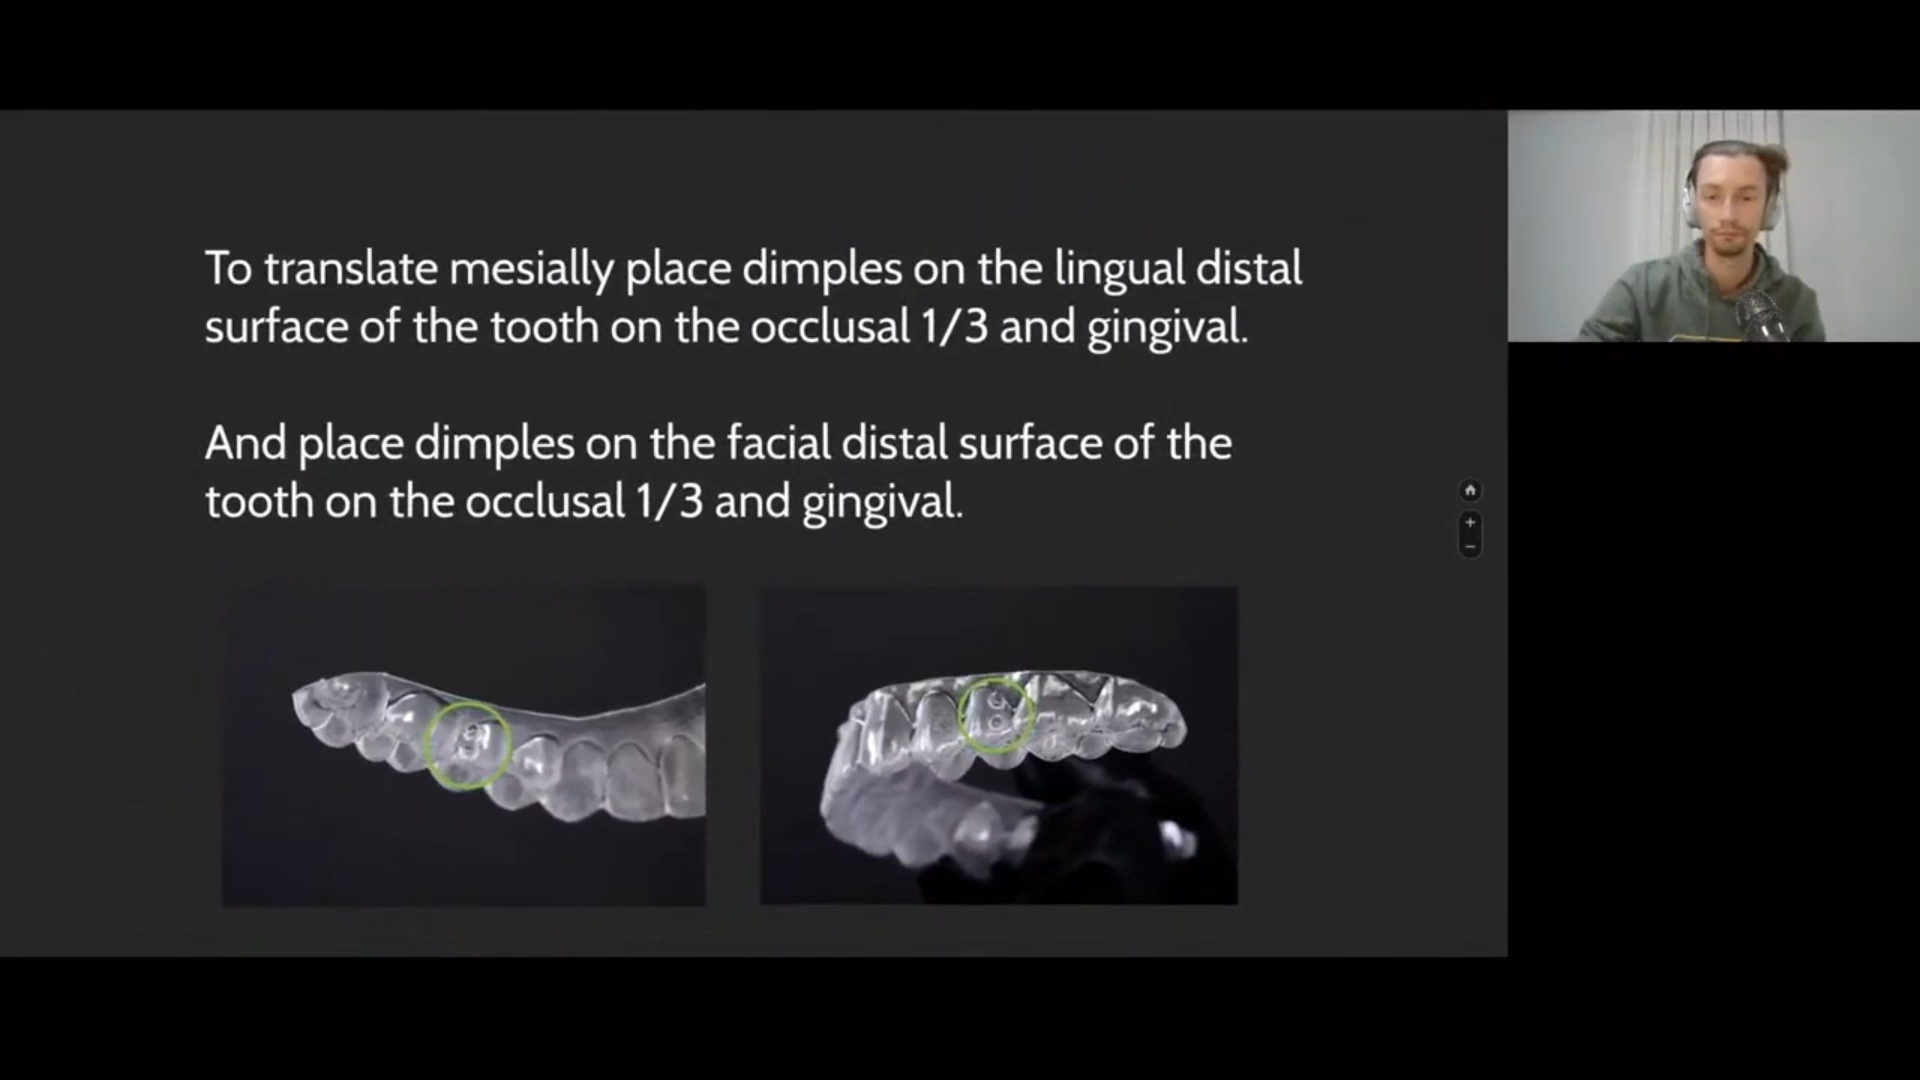 To translate mesially place dimples on the lingual distal
surface of the tooth on the occlusal 1/3 and gingival.
And place dimples on the facial distal surface of the
tooth on the occlusal 1/3 and gingival.